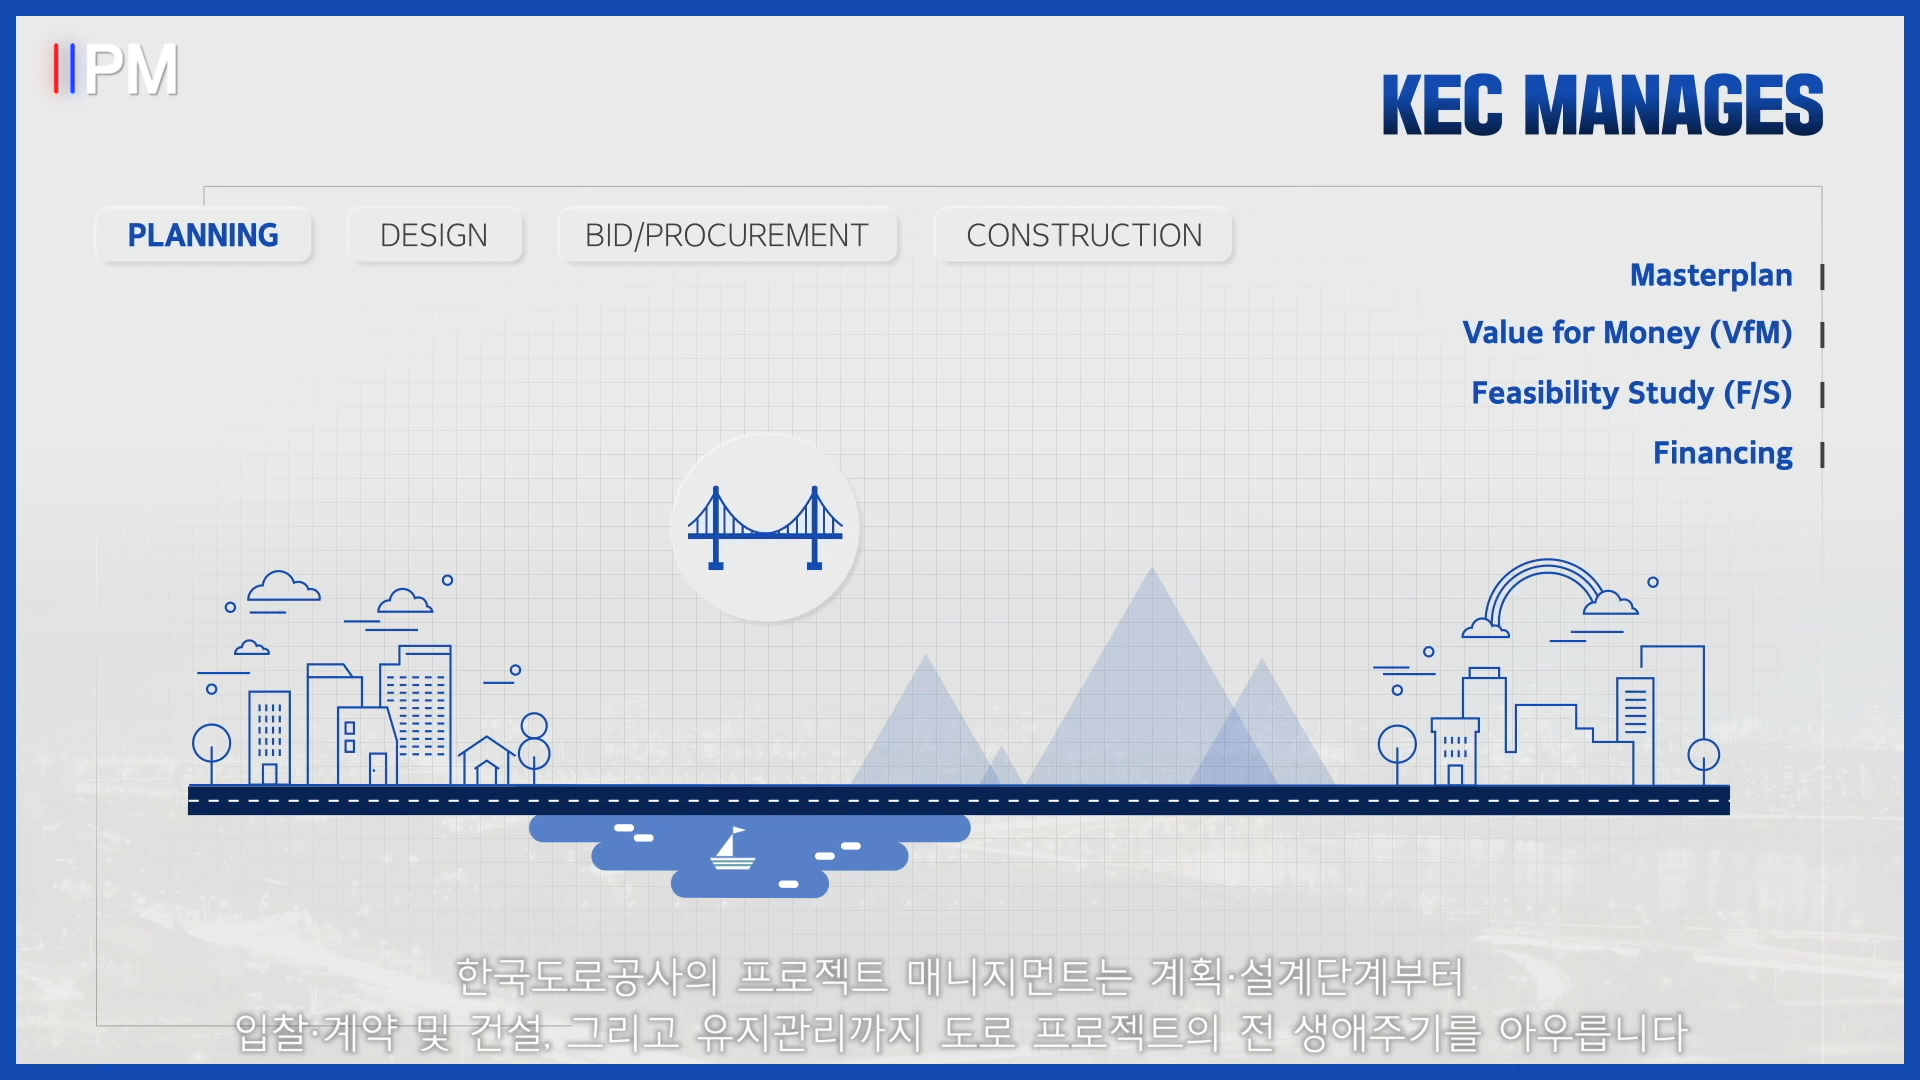 PM
KEC MANAGES
PLANNING
DESIGN
BID/PROCUREMENT
CONSTRUCTION
Masterplan
Value for Money (VfM)
Feasibility Study (F/S)
Financing
한국도로공사의 프로젝트 매니지먼트는 계획·설계단계부터
입찰·계약 및 건설, 그리고 유지관리까지 도로 프로젝트의 전 생애주기를 아우릅니다